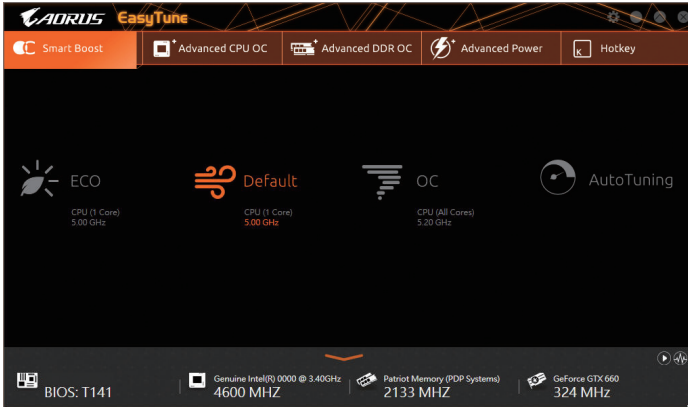 AORUS EasyTune
Smart Boost
Advanced CPU OC
Advanced DDR OC
Advanced Power
K Hotkey
ECO
CPU (1 Core)
5.00 GHz
Default
CPU (1 Core)
5.00 GHz
OC
CPU (All Cores)
5.20 GHz
AutoTuning
BIOS: T141
Genuine Intel(R) 0000 @ 3.40GHz
4600 MHZ
Patriot Memory (PDP Systems)
2133 MHZ
GeForce GTX 660
324 MHz